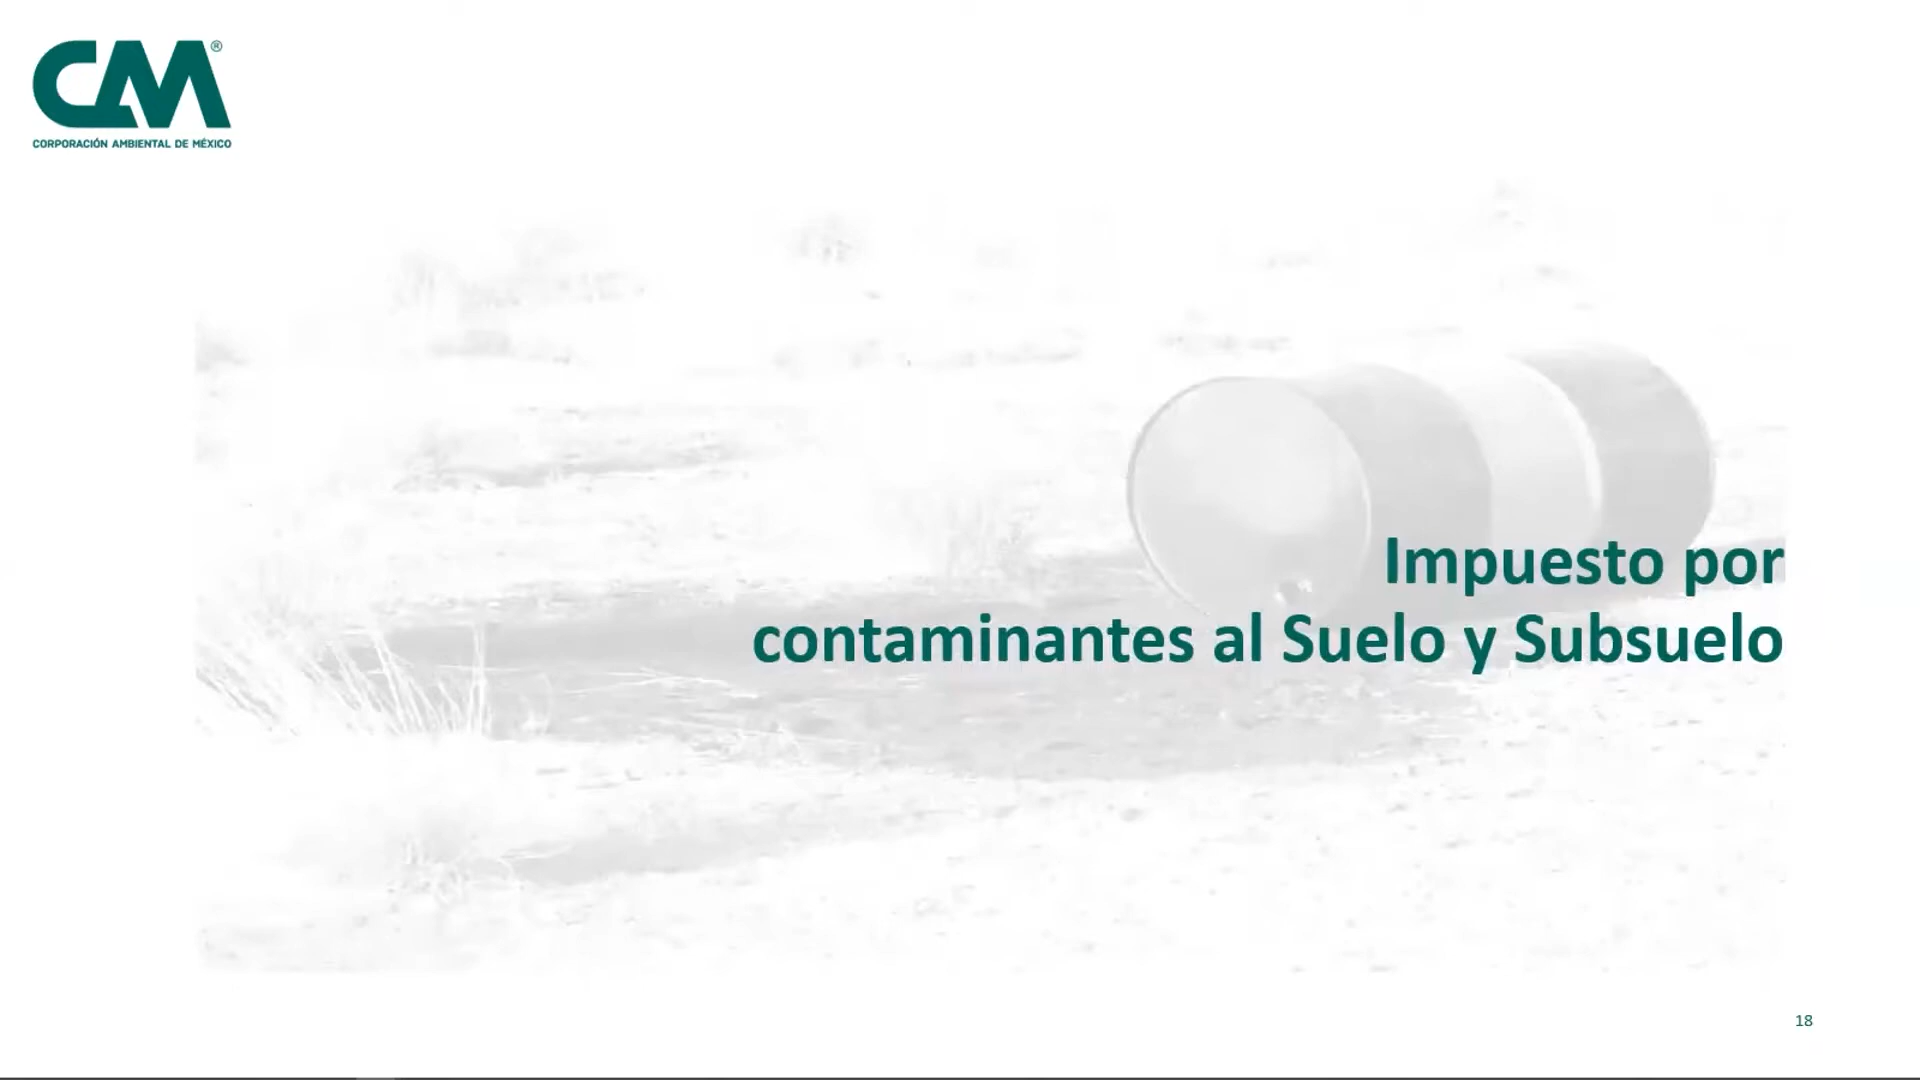 CAM®
CORPORACIÓN AMBIENTAL DE MÉXICO
Impuesto por
contaminantes al Suelo y Subsuelo
18